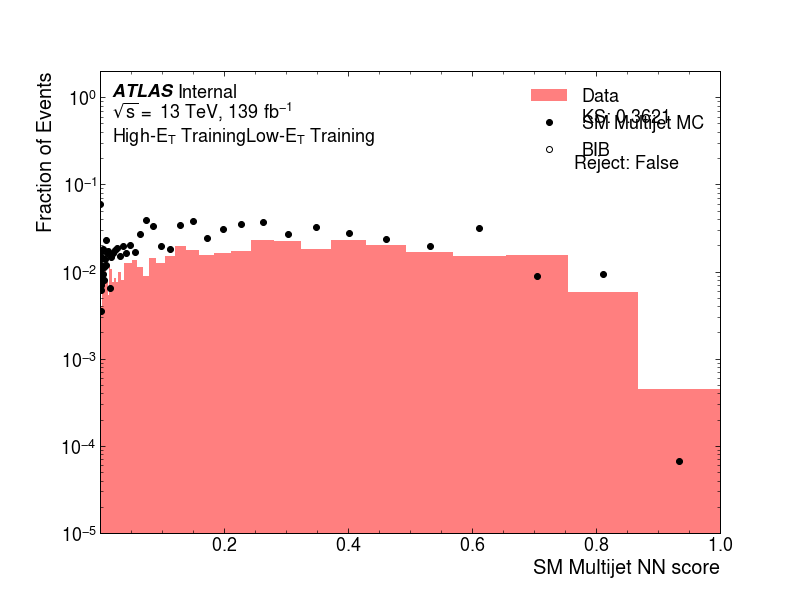 ATLAS Internal
√s = 13 TeV, 139 fb⁻¹
High-E_T TrainingLow-E_T Training
Data
KS: 0.3621
SM Multijet MC
BIB
Reject: False
Fraction of Events
10⁰
10⁻¹
10⁻²
10⁻³
10⁻⁴
10⁻⁵
0.2 0.4 0.6 0.8 1.0
SM Multijet NN score